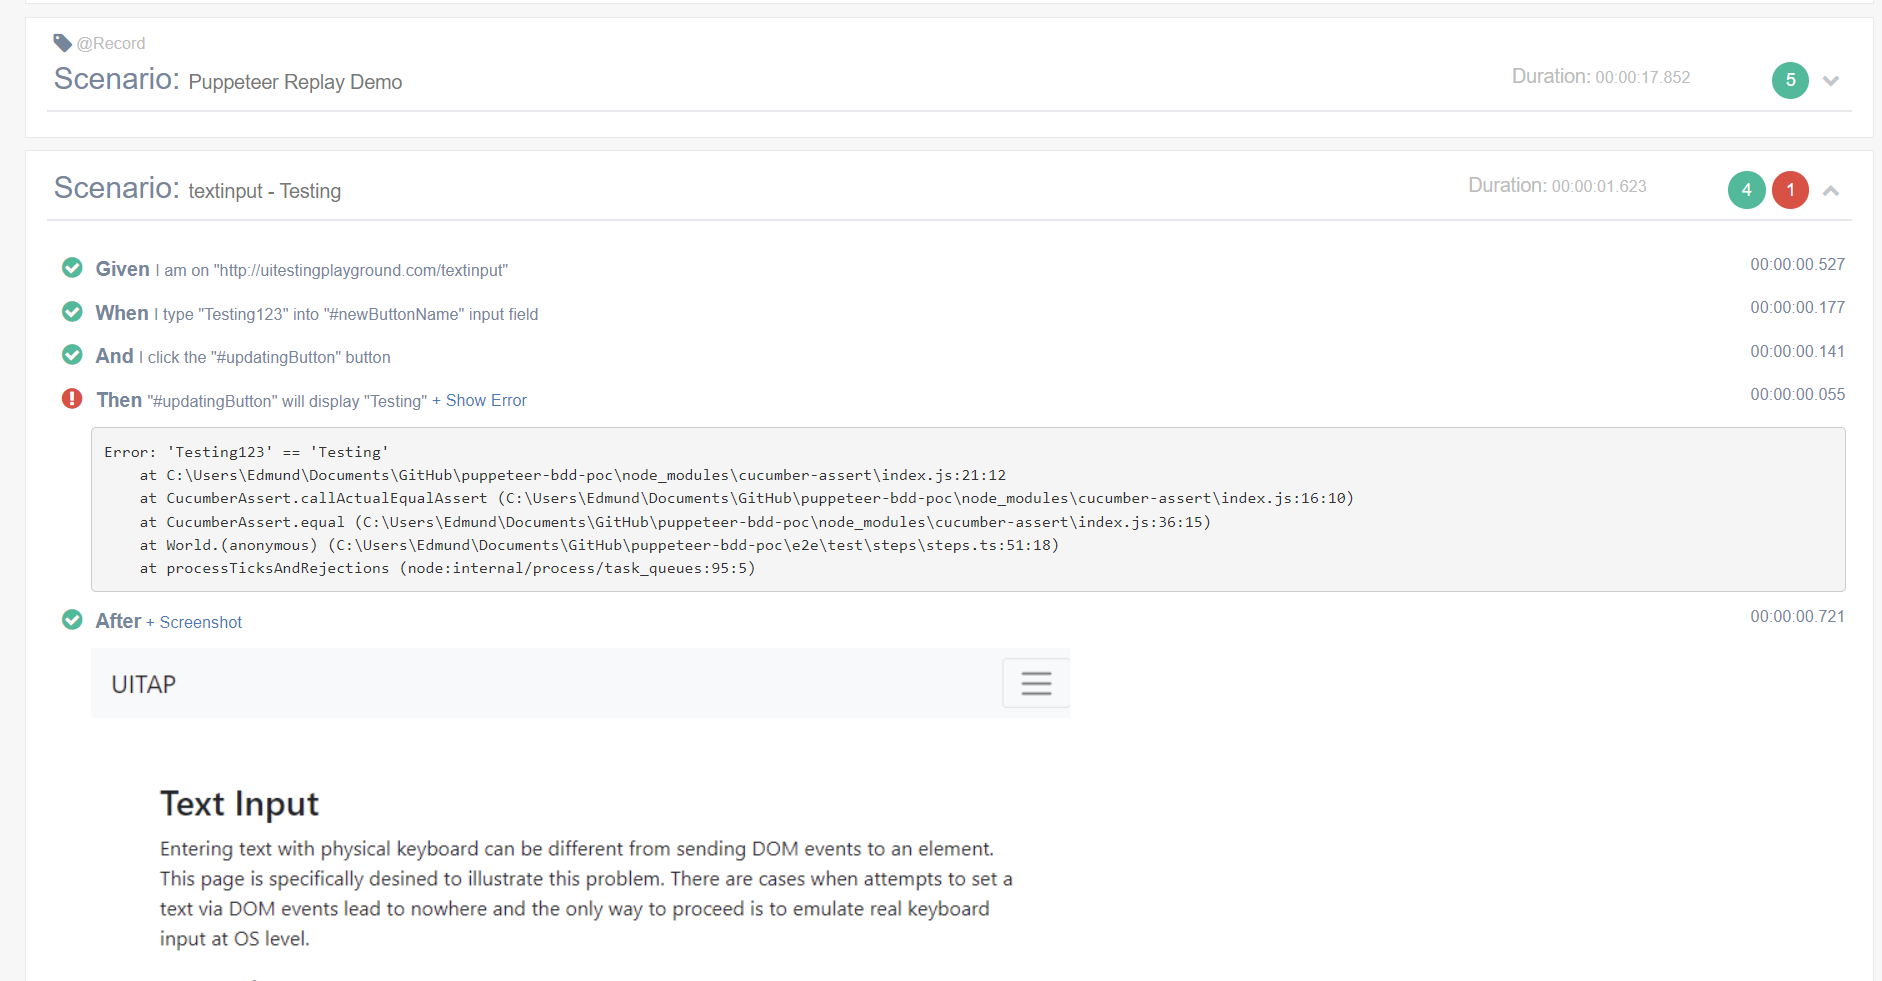 @Record
Scenario: Puppeteer Replay Demo
Duration: 00:00:17.852
5
Scenario: textinput - Testing
Duration: 00:00:01.623
4
1
Given I am on "http://uitestingplayground.com/textinput"
00:00:00.527
When I type "Testing123" into "#newButtonName" input field
00:00:00.177
And I click the "#updatingButton" button
00:00:00.141
Then "#updatingButton" will display "Testing" + Show Error
00:00:00.055
Error: 'Testing123' == 'Testing'
at C:\Users\Edmund\Documents\GitHub\puppeteer-bdd-poc\node_modules\cucumber-assert\index.js:21:12
at CucumberAssert.callActualEqualAssert (C:\Users\Edmund\Documents\GitHub\puppeteer-bdd-poc\node_modules\cucumber-assert\index.js:16:10)
at CucumberAssert.equal (C:\Users\Edmund\Documents\GitHub\puppeteer-bdd-poc\node_modules\cucumber-assert\index.js:36:15)
at World.(anonymous) (C:\Users\Edmund\Documents\GitHub\puppeteer-bdd-poc\e2e\test\steps\steps.ts:51:18)
at processTicksAndRejections (node:internal/process/task_queues:95:5)
After + Screenshot
00:00:00.721
UITAP
Text Input
Entering text with physical keyboard can be different from sending DOM events to an element.
This page is specifically desined to illustrate this problem. There are cases when attempts to set a
text via DOM events lead to nowhere and the only way to proceed is to emulate real keyboard
input at OS level.